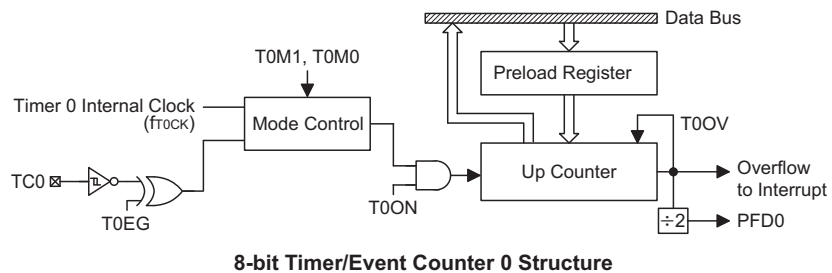 Data Bus
T0M1, T0M0
Preload Register
Timer 0 Internal Clock
(fT0CK)
Mode Control
T0OV
TC0
Up Counter
Overflow
to Interrupt
T0EG
T0ON
÷2
PFD0
8-bit Timer/Event Counter 0 Structure